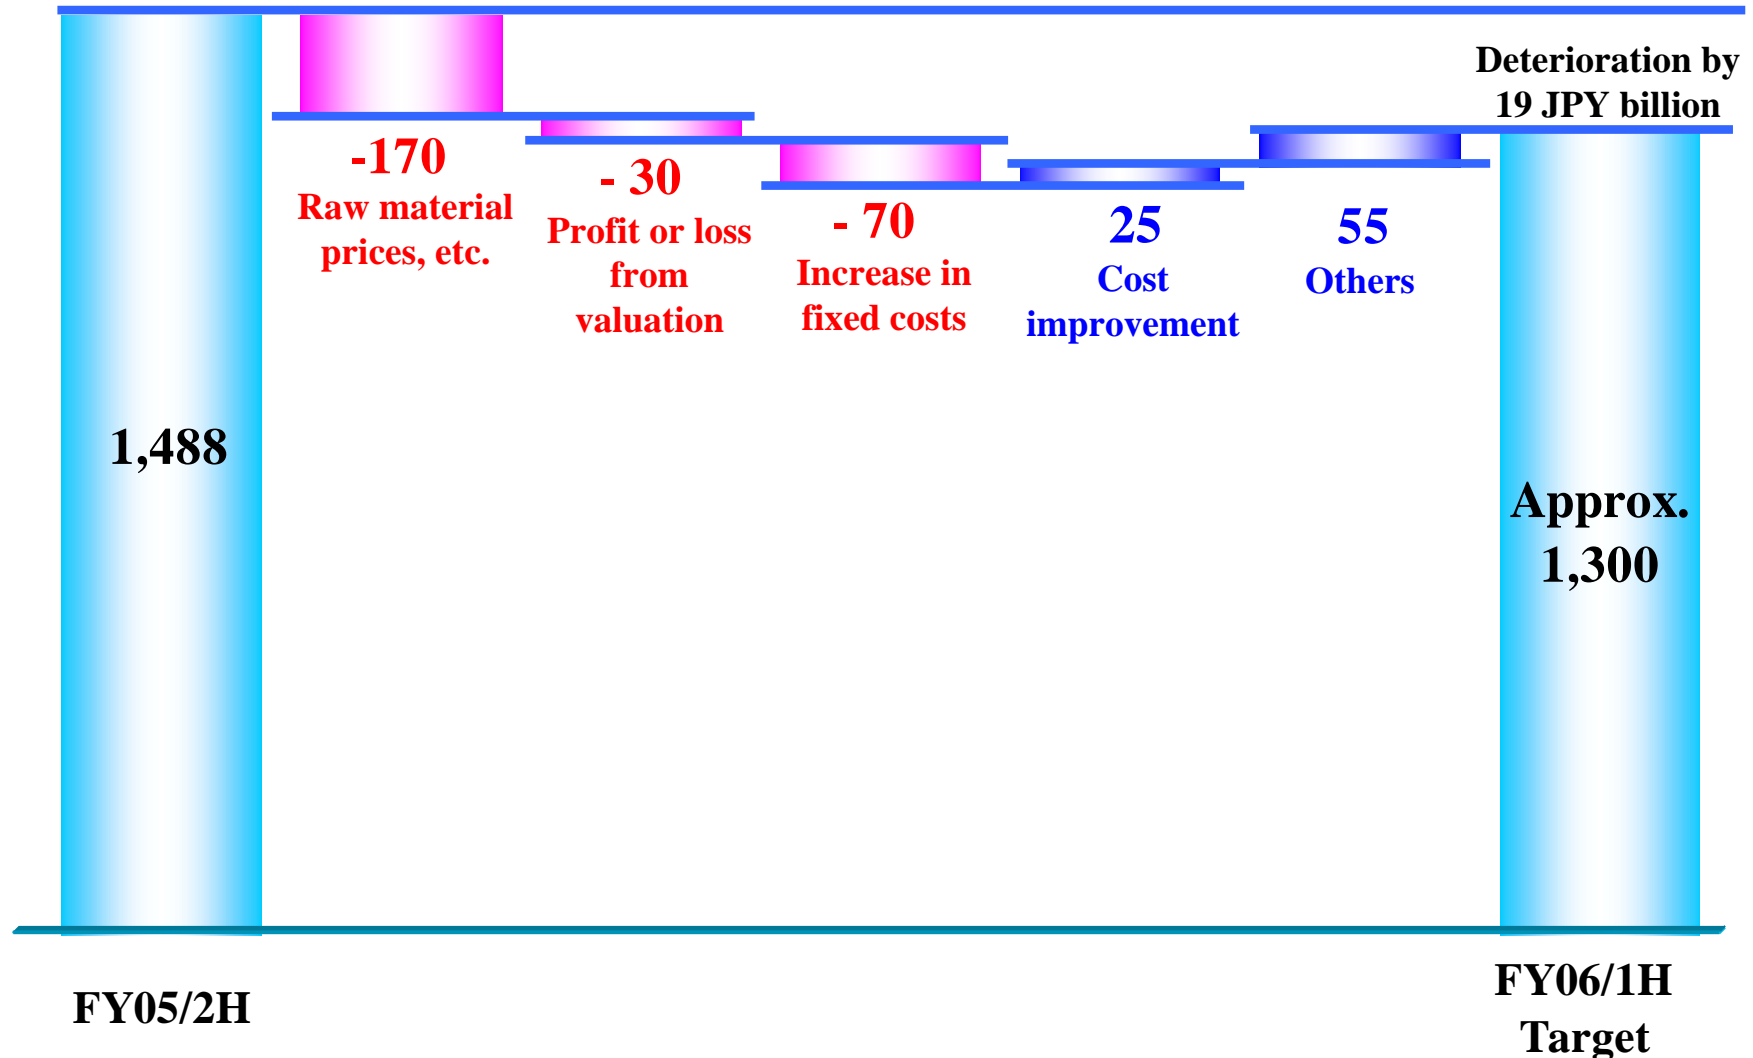 Deterioration by
19 JPY billion
-170
Raw material
prices, etc.
- 30
Profit or loss
from
valuation
- 70
Increase in
fixed costs
25
Cost
improvement
55
Others
1,488
Approx.
1,300
FY05/2H
FY06/1H
Target